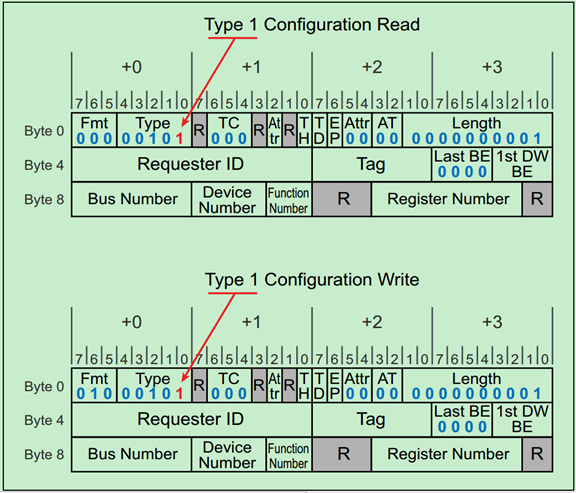 Type 1 Configuration Read
+0 +1 +2 +3
7 6 5 4 3 2 1 0 7 6 5 4 3 2 1 0 7 6 5 4 3 2 1 0 7 6 5 4 3 2 1 0
Byte 0 Fmt 0 0 0 Type 0 0 1 0 1 R TC 0 0 0 R At tr R T H T D E P Attr 0 0 AT 0 0 Length 0 0 0 0 0 0 0 0 0 1
Byte 4 Requester ID Tag Last BE 0 0 0 0 1st DW BE
Byte 8 Bus Number Device Number Function Number R Register Number R
Type 1 Configuration Write
+0 +1 +2 +3
7 6 5 4 3 2 1 0 7 6 5 4 3 2 1 0 7 6 5 4 3 2 1 0 7 6 5 4 3 2 1 0
Byte 0 Fmt 0 1 0 Type 0 0 1 0 1 R TC 0 0 0 R At tr R T H T D E P Attr 0 0 AT 0 0 Length 0 0 0 0 0 0 0 0 0 1
Byte 4 Requester ID Tag Last BE 0 0 0 0 1st DW BE
Byte 8 Bus Number Device Number Function Number R Register Number R